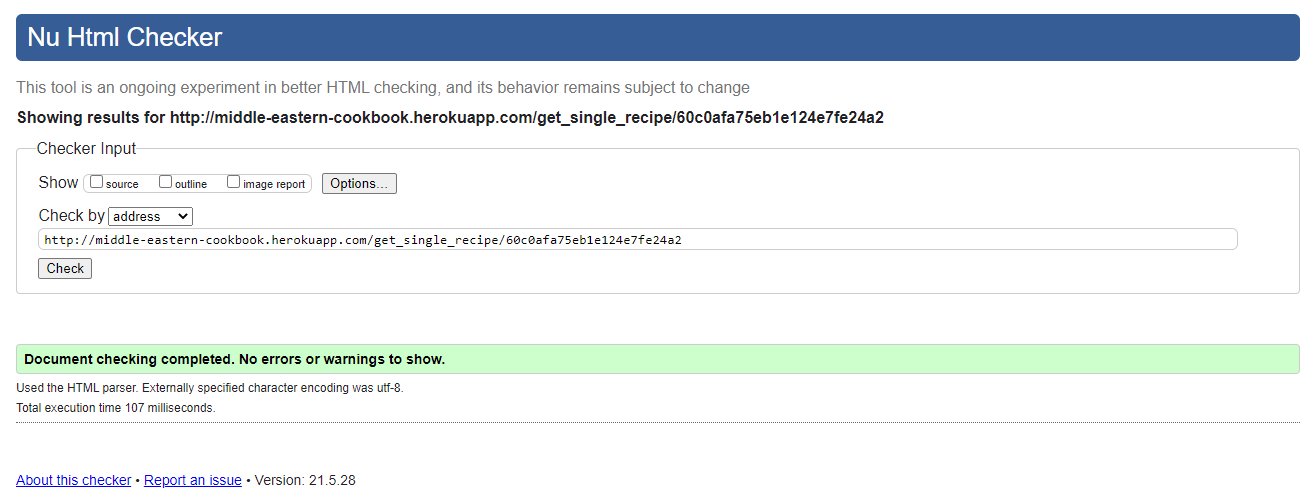 Nu Html Checker
This tool is an ongoing experiment in better HTML checking, and its behavior remains subject to change
Showing results for http://middle-eastern-cookbook.herokuapp.com/get_single_recipe/60c0afa75eb1e124e7fe24a2
Checker Input
Show source outline image report Options...
Check by address
http://middle-eastern-cookbook.herokuapp.com/get_single_recipe/60c0afa75eb1e124e7fe24a2
Check
Document checking completed. No errors or warnings to show.
Used the HTML parser. Externally specified character encoding was utf-8.
Total execution time 107 milliseconds.
About this checker • Report an issue • Version: 21.5.28